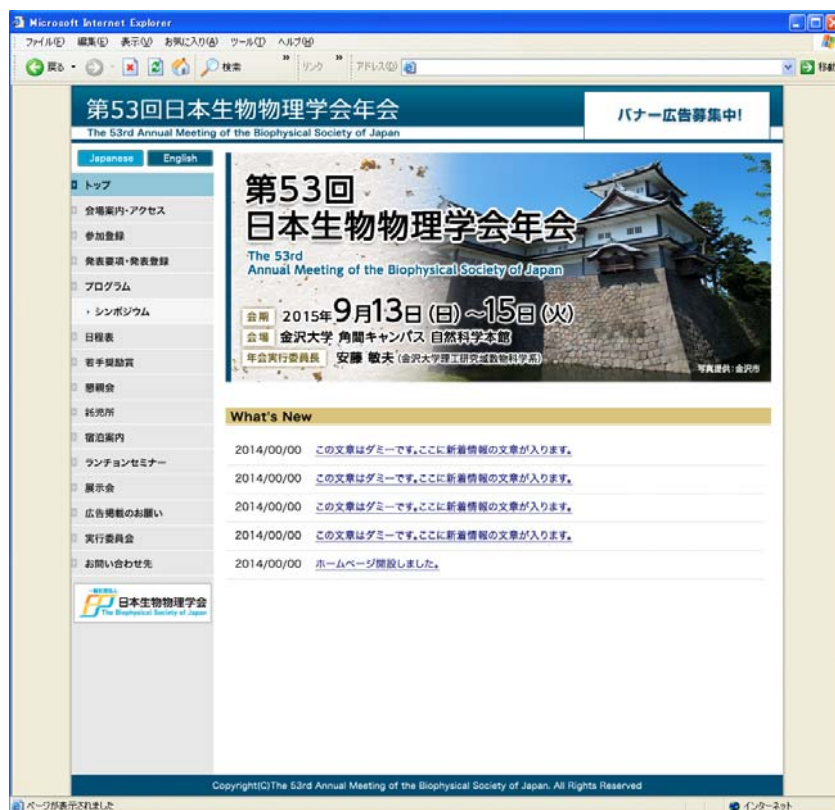 Microsoft Internet Explorer
ファイル(F) 編集(E) 表示(V) お気に入り(A) ツール(T) ヘルプ(H)
戻る 検索 » リンク » アドレス(D) 移動
第53回日本生物物理学会年会
The 53rd Annual Meeting of the Biophysical Society of Japan
バナー広告募集中!
Japanese English
トップ
会場案内・アクセス
参加登録
発表要項・発表登録
プログラム
シンポジウム
日程表
若手奨励賞
懇親会
託児所
宿泊案内
ランチョンセミナー
展示会
広告掲載のお願い
実行委員会
お問い合わせ先
一般社団法人
日本生物物理学会
The Biophysical Society of Japan
第53回
日本生物物理学会年会
The 53rd
Annual Meeting of the Biophysical Society of Japan
会期 2015年9月13日(日)~15日(火)
会場 金沢大学 角間キャンパス 自然科学本館
年会実行委員長 安藤 敏夫(金沢大学理工研究域数物科学系)
写真提供:金沢市
What's New
2014/00/00 この文章はダミーです。ここに新着情報の文章が入ります。
2014/00/00 この文章はダミーです。ここに新着情報の文章が入ります。
2014/00/00 この文章はダミーです。ここに新着情報の文章が入ります。
2014/00/00 この文章はダミーです。ここに新着情報の文章が入ります。
2014/00/00 ホームページ開設しました。
Copyright(C)The 53rd Annual Meeting of the Biophysical Society of Japan. All Rights Reserved
ページが表示されました インターネット